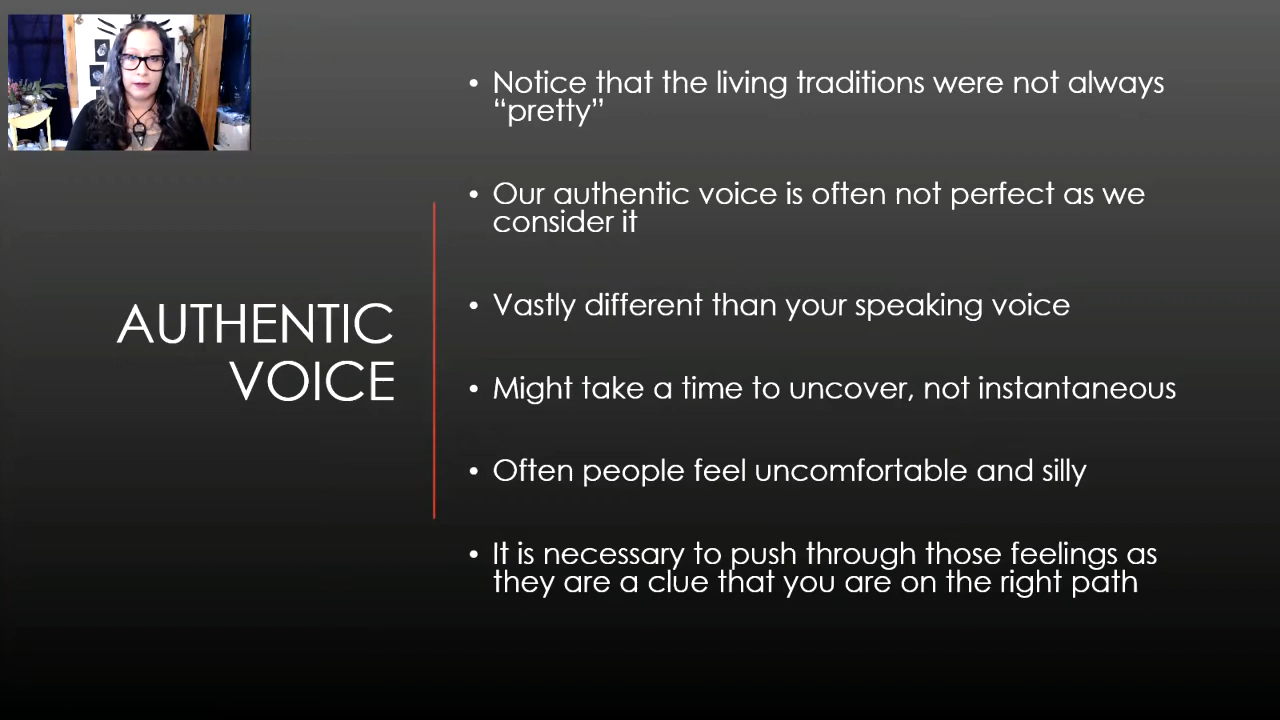 AUTHENTIC
VOICE
• Notice that the living traditions were not always
“pretty”
• Our authentic voice is often not perfect as we
consider it
• Vastly different than your speaking voice
• Might take a time to uncover, not instantaneous
• Often people feel uncomfortable and silly
• It is necessary to push through those feelings as
they are a clue that you are on the right path